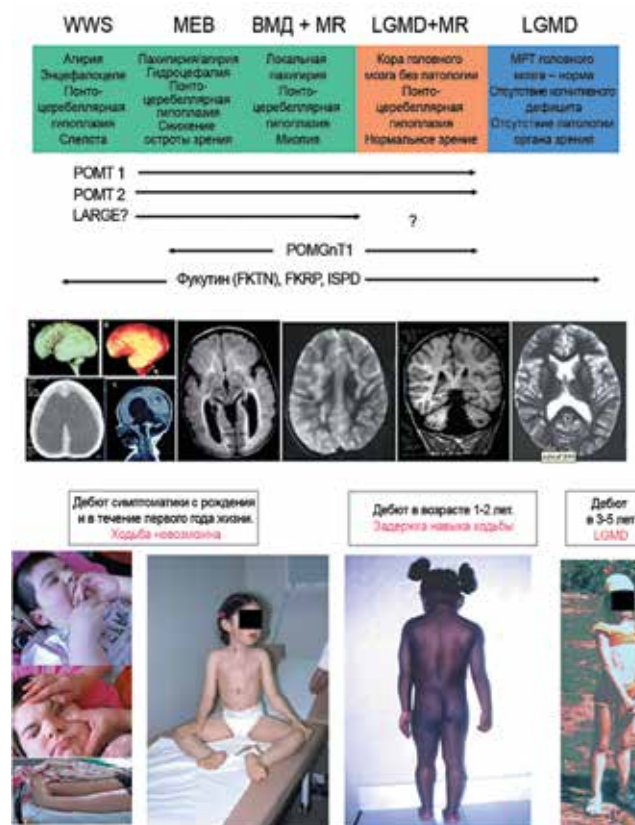 WWS MEB ВМД + MR LGMD+MR LGMD
Агирия
Энцефалоцеле
Понто-
церебеллярная
гипоплазия
Слепота
Пахигирия/агирия
Гидроцефалия
Понто-
церебеллярная
гипоплазия
Снижение
остроты зрения
Локальная
пахигирия
Понто-
церебеллярная
гипоплазия
Миопия
Кора головного
мозга без патологии
Понто-
церебеллярная
гипоплазия
Нормальное зрение
МРТ головного
мозга – норма
Отсутствие когнитивного
дефицита
Отсутствие патологии
органа зрения
POMT 1
POMT 2
LARGE? ?
POMGnT1
Фукутин (FKTN), FKRP, ISPD
Дебют симптоматики с рождения
и в течение первого года жизни.
Ходьба невозможна
Дебют в возрасте 1-2 лет.
Задержка навыка ходьбы
Дебют
в 3-5 лет
LGMD